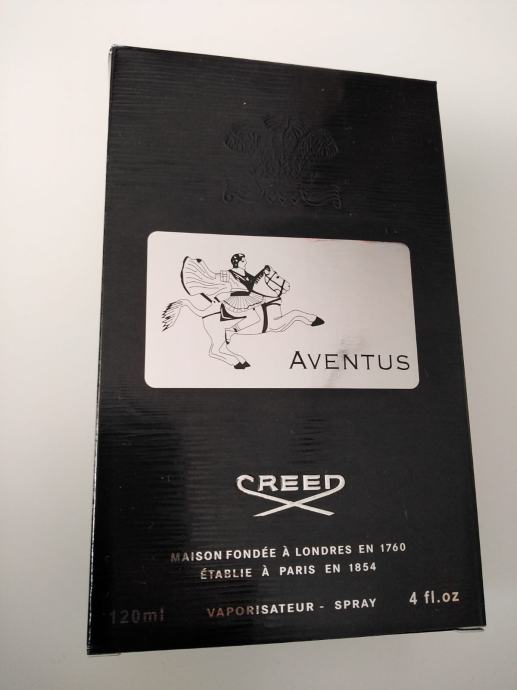 AVENTUS
CREED
MAISON FONDÉE À LONDRES EN 1760
ÉTABLIE À PARIS EN 1854
120ml VAPORISATEUR - SPRAY 4 fl.oz